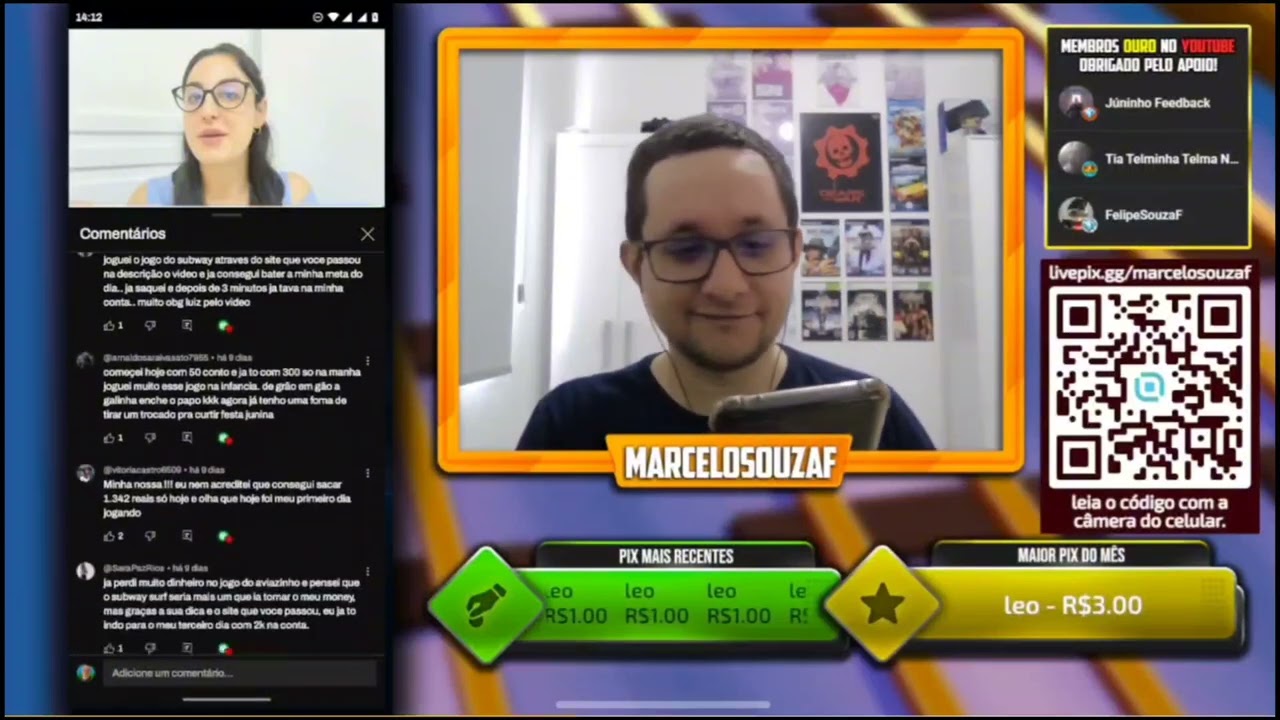 14:12
Comentários
joguei o jogo do subway atraves do site que voce passou
na descrição o video e ja consegui bater a minha meta do
dia.. ja saquei e depois de 3 minutos ja tava na minha
conta.. muito obg luiz pelo video
1
@arnaldosaraivasato7955 • há 9 dias
começei hoje com 50 conto e ja to com 300 so na manha
joguei muito esse jogo na infancia. de grão em gão a
galinha enche o papo kkk agora já tenho uma foma de
tirar um trocado pra curtir festa junina
1
@vitoriacastro6509 • há 9 dias
Minha nossa!!! eu nem acreditei que consegui sacar
1.342 reais só hoje e olha que hoje foi meu primeiro dia
jogando
2
@SaraPazRios • há 9 dias
ja perdi muito dinheiro no jogo do aviazinho e pensei que
o subway surf seria mais um que ia tomar o meu money,
mas graças a sua dica e o site que voce passou, eu ja to
indo para o meu terceiro dia com 2k na conta.
1
Adicione um comentário...
MARCELOSOUZAF
PIX MAIS RECENTES
leo leo leo le
R$1.00 R$1.00 R$1.00 R$
MAIOR PIX DO MÊS
leo - R$3.00
MEMBROS OURO NO YOUTUBE
OBRIGADO PELO APOIO!
Júninho Feedback
Tia Telminha Telma N...
FelipeSouzaF
livepix.gg/marcelosouzaf
leia o código com a
câmera do celular.